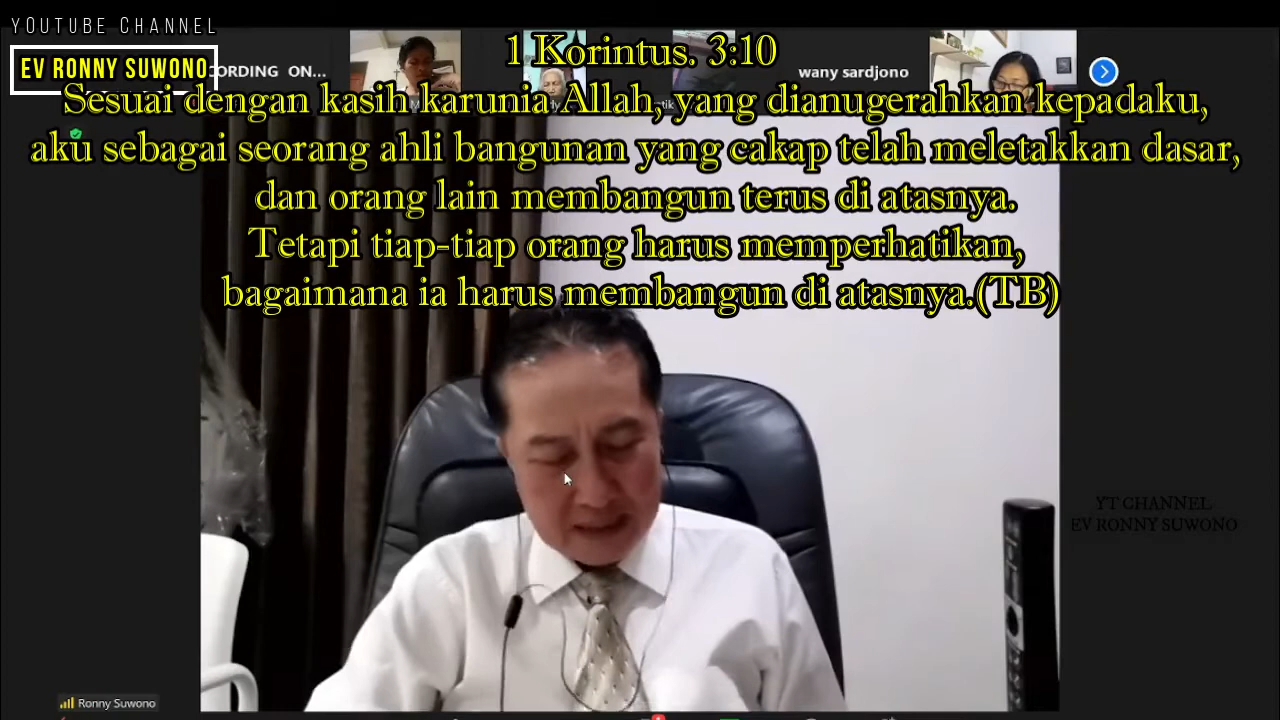 YOUTUBE CHANNEL
EV RONNY SUWONO
ORDING ON...
wany sardjono
1 Korintus. 3:10
Sesuai dengan kasih karunia Allah, yang dianugerahkan kepadaku,
aku sebagai seorang ahli bangunan yang cakap telah meletakkan dasar,
dan orang lain membangun terus di atasnya.
Tetapi tiap-tiap orang harus memperhatikan,
bagaimana ia harus membangun di atasnya.(TB)
YT CHANNEL
EV RONNY SUWONO
Ronny Suwono